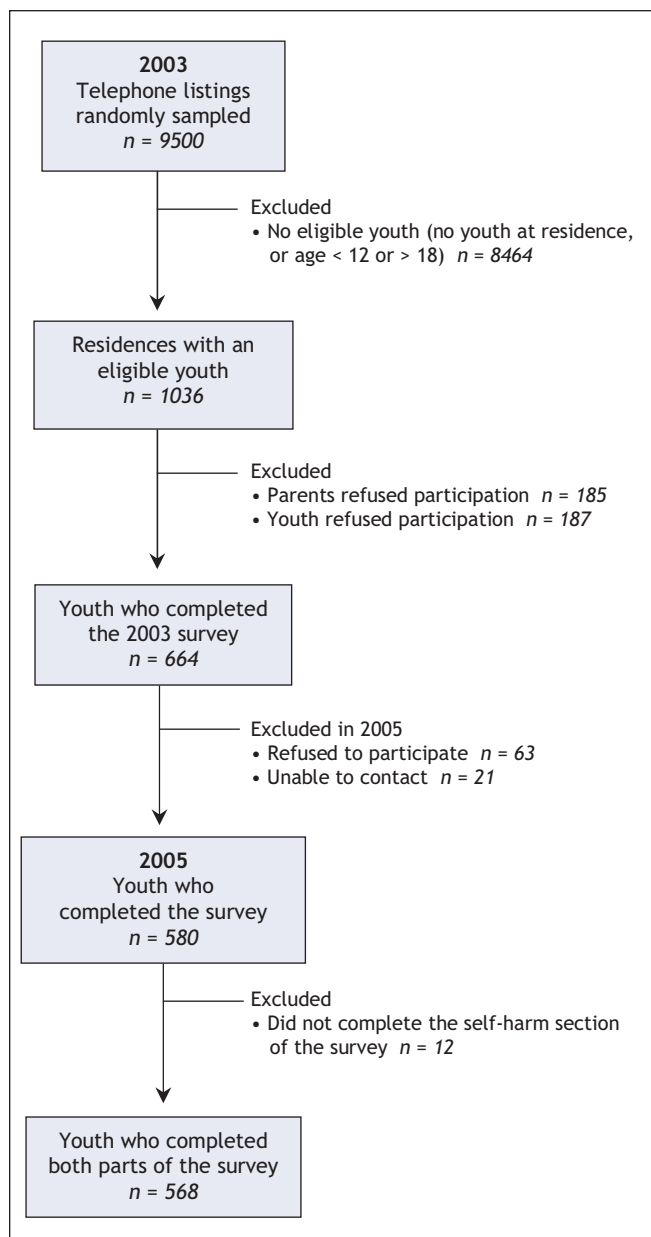 2003
Telephone listings
randomly sampled
n = 9500
Excluded
• No eligible youth (no youth at residence,
or age < 12 or > 18) n = 8464
Residences with an
eligible youth
n = 1036
Excluded
• Parents refused participation n = 185
• Youth refused participation n = 187
Youth who completed
the 2003 survey
n = 664
Excluded in 2005
• Refused to participate n = 63
• Unable to contact n = 21
2005
Youth who
completed the survey
n = 580
Excluded
• Did not complete the self-harm section
of the survey n = 12
Youth who completed
both parts of the survey
n = 568